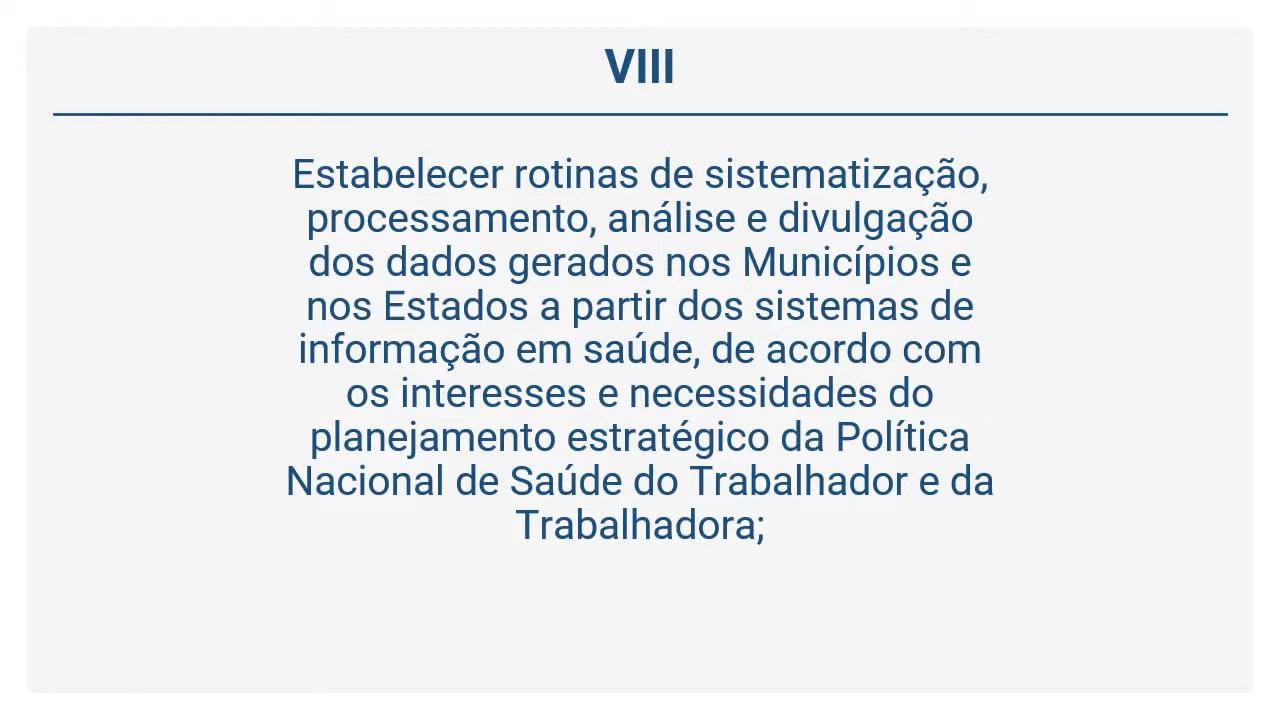 VIII
Estabelecer rotinas de sistematização,
processamento, análise e divulgação
dos dados gerados nos Municípios e
nos Estados a partir dos sistemas de
informação em saúde, de acordo com
os interesses e necessidades do
planejamento estratégico da Política
Nacional de Saúde do Trabalhador e da
Trabalhadora;